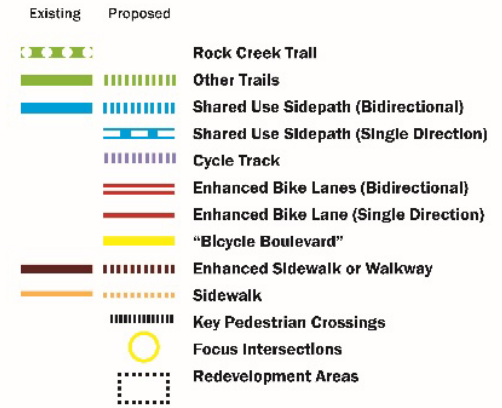 Existing Proposed
Rock Creek Trail
Other Trails
Shared Use Sidepath (Bidirectional)
Shared Use Sidepath (Single Direction)
Cycle Track
Enhanced Bike Lanes (Bidirectional)
Enhanced Bike Lane (Single Direction)
“Bicycle Boulevard”
Enhanced Sidewalk or Walkway
Sidewalk
Key Pedestrian Crossings
Focus Intersections
Redevelopment Areas